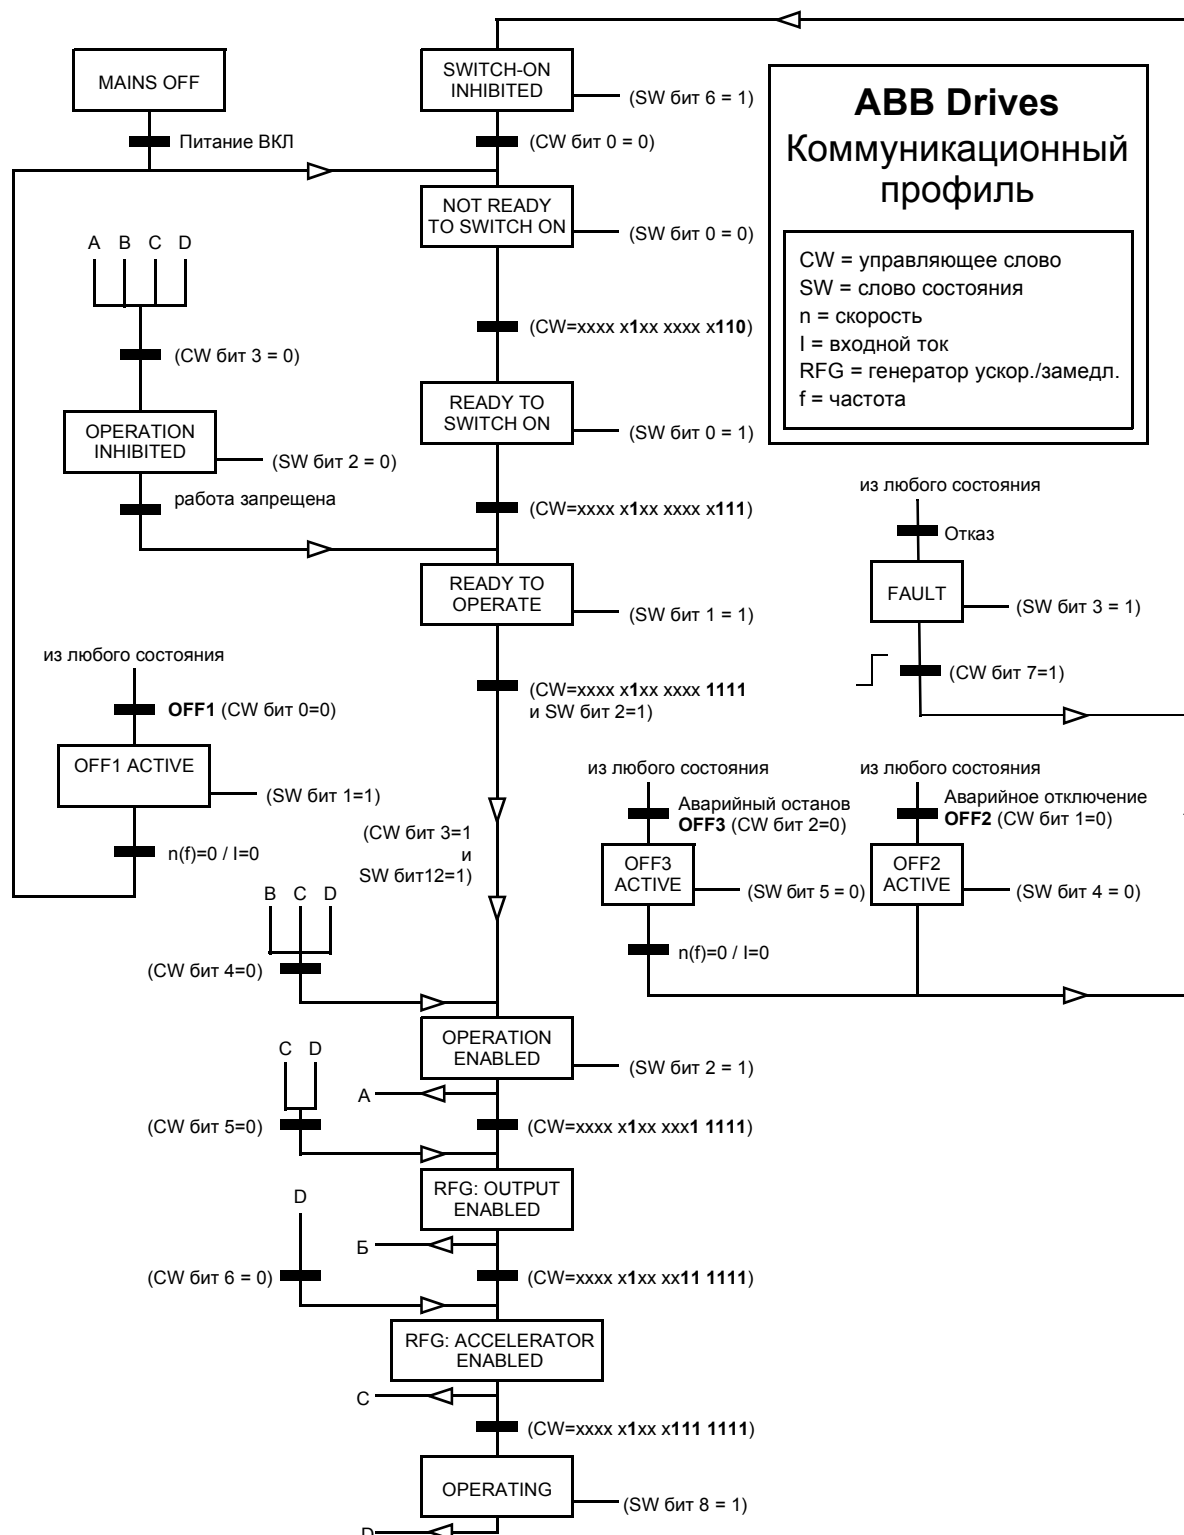 MAINS OFF
Питание ВКЛ
SWITCH-ON
INHIBITED
(SW бит 6 = 1)
(CW бит 0 = 0)
ABB Drives
Коммуникационный
профиль
CW = управляющее слово
SW = слово состояния
n = скорость
I = входной ток
RFG = генератор ускор./замедл.
f = частота
NOT READY
TO SWITCH ON
(SW бит 0 = 0)
A B C D
(CW бит 3 = 0)
(CW=xxxx x1xx xxxx x110)
OPERATION
INHIBITED
(SW бит 2 = 0)
работа запрещена
READY TO
SWITCH ON
(SW бит 0 = 1)
(CW=xxxx x1xx xxxx x111)
из любого состояния
Отказ
FAULT
(SW бит 3 = 1)
(CW бит 7=1)
READY TO
OPERATE
(SW бит 1 = 1)
(CW=xxxx x1xx xxxx 1111
и SW бит 2=1)
из любого состояния
OFF1 (CW бит 0=0)
OFF1 ACTIVE
(SW бит 1=1)
n(f)=0 / I=0
(CW бит 3=1
и
SW бит12=1)
из любого состояния
Аварийный останов
OFF3 (CW бит 2=0)
OFF3
ACTIVE
(SW бит 5 = 0)
n(f)=0 / I=0
из любого состояния
Аварийное отключение
OFF2 (CW бит 1=0)
OFF2
ACTIVE
(SW бит 4 = 0)
B C D
(CW бит 4=0)
OPERATION
ENABLED
(SW бит 2 = 1)
A
C D
(CW бит 5=0)
(CW=xxxx x1xx xxx1 1111)
RFG: OUTPUT
ENABLED
Б
D
(CW бит 6 = 0)
(CW=xxxx x1xx xx11 1111)
RFG: ACCELERATOR
ENABLED
C
(CW=xxxx x1xx x111 1111)
OPERATING
(SW бит 8 = 1)
D